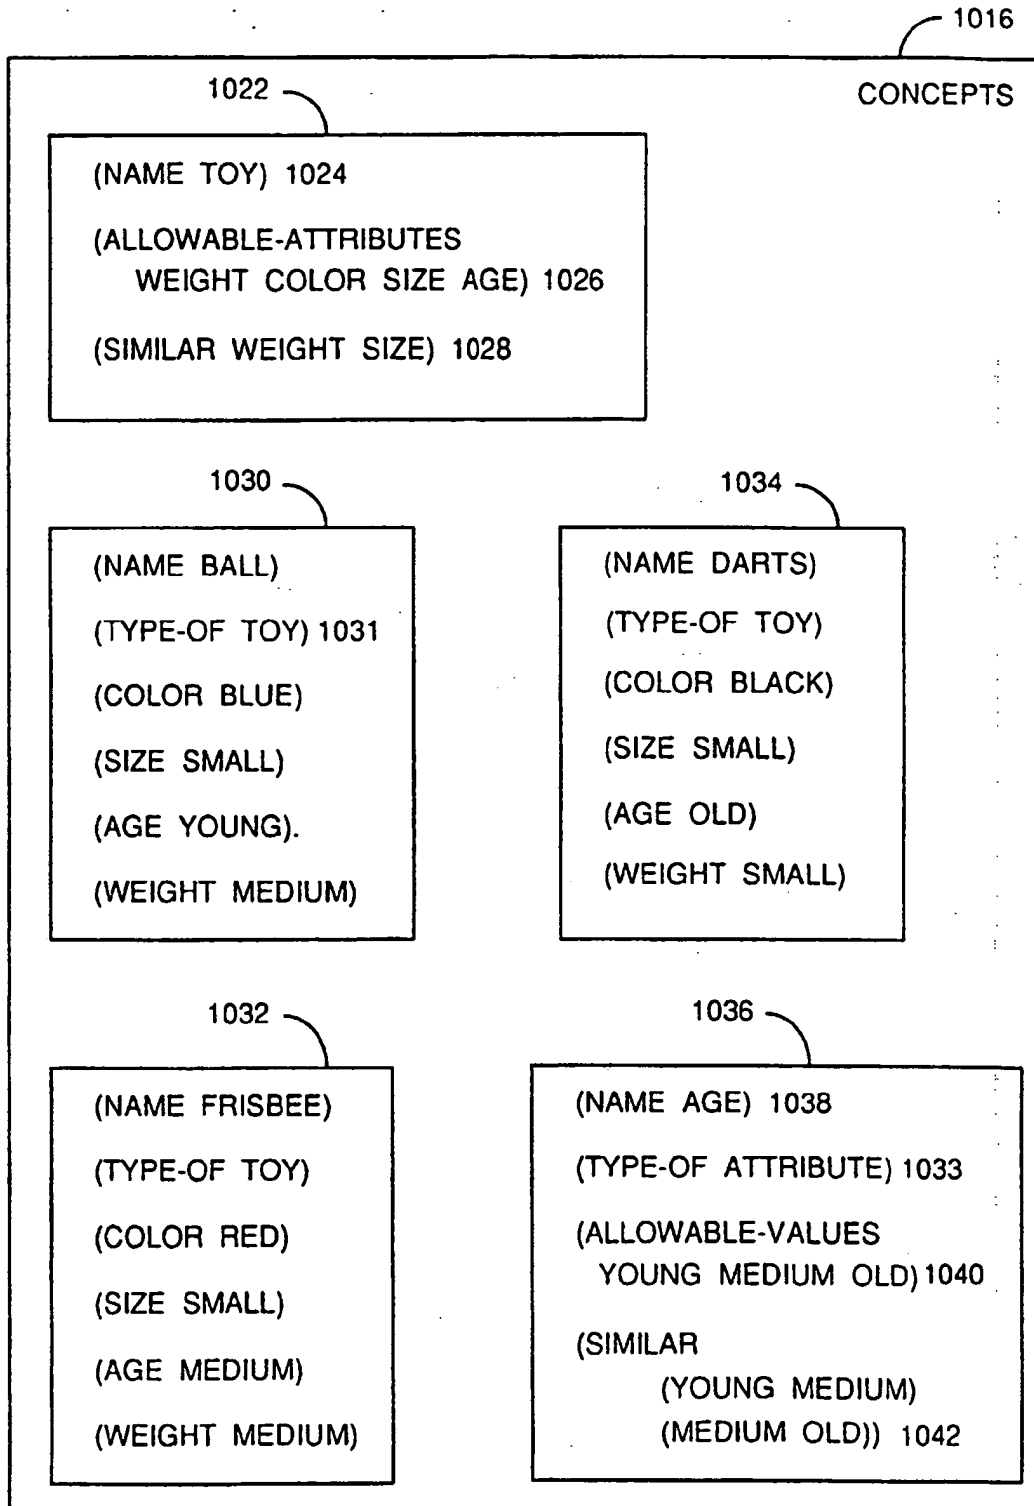 1016
CONCEPTS
1022
(NAME TOY) 1024
(ALLOWABLE-ATTRIBUTES
WEIGHT COLOR SIZE AGE) 1026
(SIMILAR WEIGHT SIZE) 1028
1030
(NAME BALL)
(TYPE-OF TOY) 1031
(COLOR BLUE)
(SIZE SMALL)
(AGE YOUNG).
(WEIGHT MEDIUM)
1034
(NAME DARTS)
(TYPE-OF TOY)
(COLOR BLACK)
(SIZE SMALL)
(AGE OLD)
(WEIGHT SMALL)
1032
(NAME FRISBEE)
(TYPE-OF TOY)
(COLOR RED)
(SIZE SMALL)
(AGE MEDIUM)
(WEIGHT MEDIUM)
1036
(NAME AGE) 1038
(TYPE-OF ATTRIBUTE) 1033
(ALLOWABLE-VALUES
YOUNG MEDIUM OLD) 1040
(SIMILAR
(YOUNG MEDIUM)
(MEDIUM OLD)) 1042